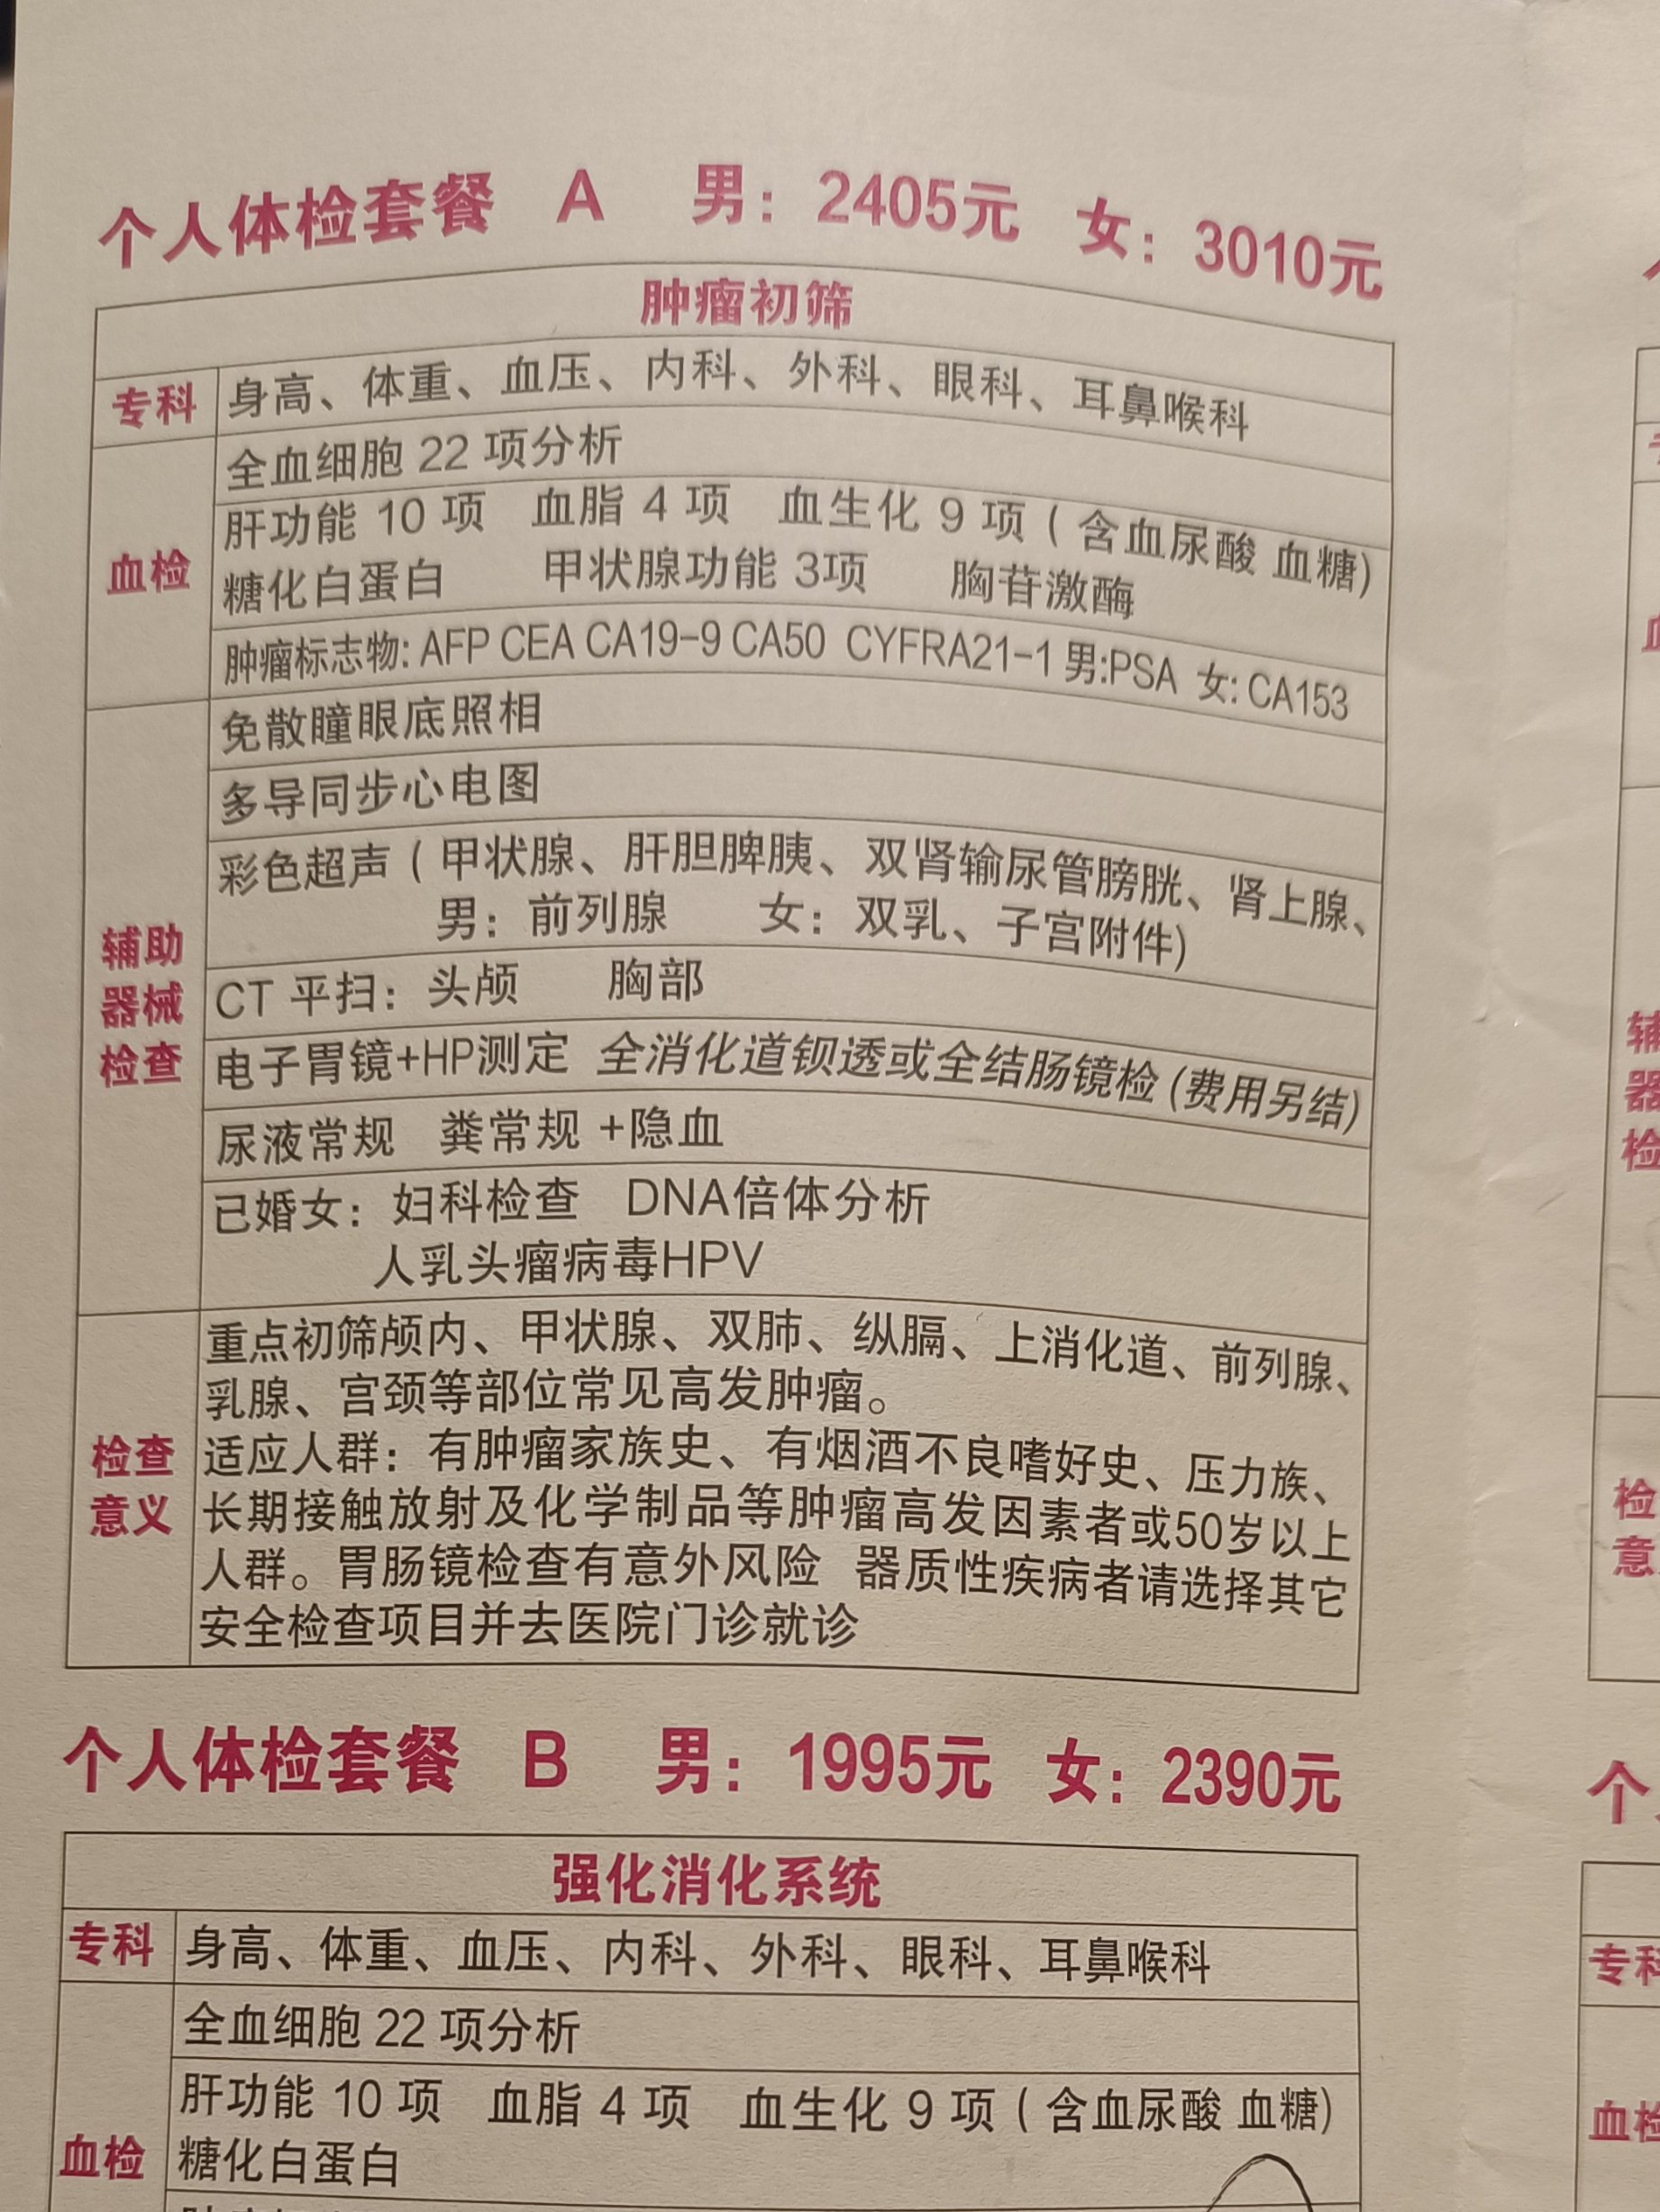 个人体检套餐 A 男：2405元 女：3010元
肿瘤初筛
专科
身高、体重、血压、内科、外科、眼科、耳鼻喉科
血检
全血细胞 22 项分析
肝功能 10 项 血脂 4 项 血生化 9 项（含血尿酸 血糖)
糖化白蛋白 甲状腺功能 3项 胸苷激酶
肿瘤标志物: AFP CEA CA19-9 CA50 CYFRA21-1 男:PSA 女: CA153
辅助
器械
检查
免散瞳眼底照相
多导同步心电图
彩色超声（甲状腺、肝胆脾胰、双肾输尿管膀胱、肾上腺、
男：前列腺 女：双乳、子宫附件)
CT 平扫：头颅 胸部
电子胃镜+HP测定 全消化道钡透或全结肠镜检 (费用另结)
尿液常规 粪常规 +隐血
已婚女：妇科检查 DNA倍体分析
人乳头瘤病毒HPV
检查
意义
重点初筛颅内、甲状腺、双肺、纵膈、上消化道、前列腺、
乳腺、宫颈等部位常见高发肿瘤。
适应人群：有肿瘤家族史、有烟酒不良嗜好史、压力族、
长期接触放射及化学制品等肿瘤高发因素者或50岁以上
人群。胃肠镜检查有意外风险 器质性疾病者请选择其它
安全检查项目并去医院门诊就诊
个人体检套餐 B 男：1995元 女：2390元
强化消化系统
专科
身高、体重、血压、内科、外科、眼科、耳鼻喉科
血检
全血细胞 22 项分析
肝功能 10 项 血脂 4 项 血生化 9 项（含血尿酸 血糖)
糖化白蛋白
器
检
检
意
个
专科
血检